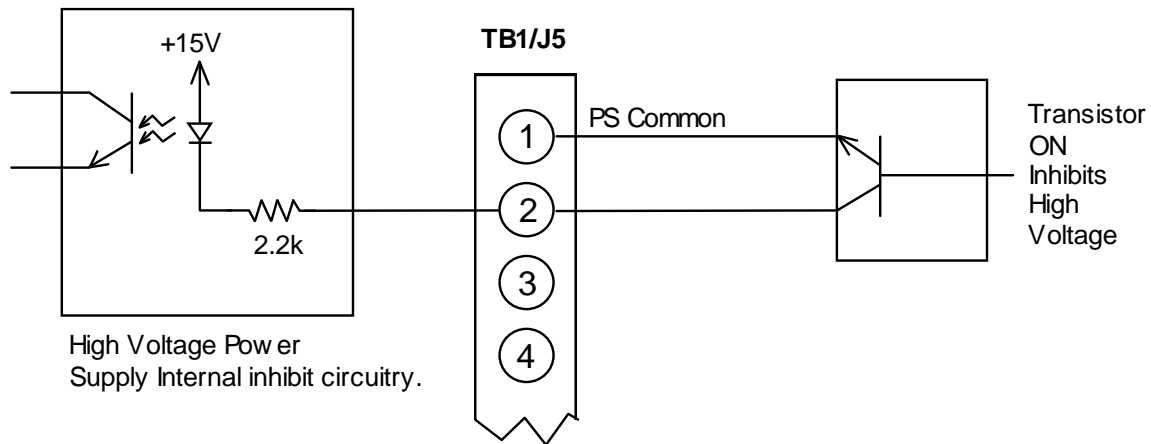 +15V
2.2k
High Voltage Power
Supply Internal inhibit circuitry.
TB1/J5
1
2
3
4
PS Common
Transistor
ON
Inhibits
High
Voltage